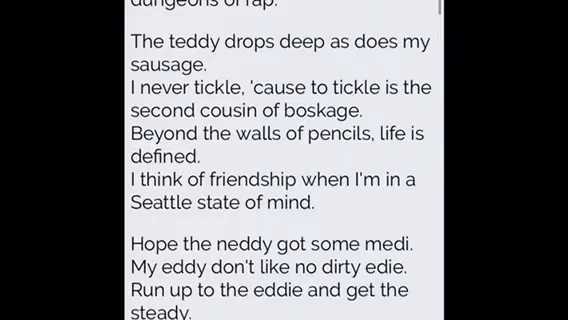 dungeons of rap.
The teddy drops deep as does my
sausage.
I never tickle, 'cause to tickle is the
second cousin of boskage.
Beyond the walls of pencils, life is
defined.
I think of friendship when I'm in a
Seattle state of mind.
Hope the neddy got some medi.
My eddy don't like no dirty edie.
Run up to the eddie and get the
steady.